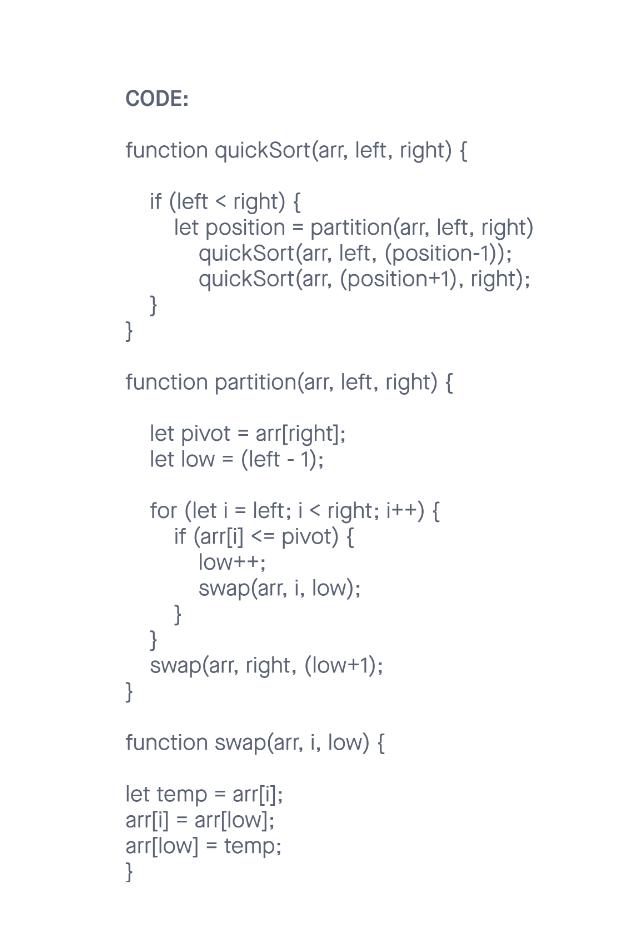 CODE:
function quickSort(arr, left, right) {
if (left < right) {
let position = partition(arr, left, right)
quickSort(arr, left, (position-1));
quickSort(arr, (position+1), right);
}
}
function partition(arr, left, right) {
let pivot = arr[right];
let low = (left - 1);
for (let i = left; i < right; i++) {
if (arr[i] <= pivot) {
low++;
swap(arr, i, low);
}
}
swap(arr, right, (low+1);
}
function swap(arr, i, low) {
let temp = arr[i];
arr[i] = arr[low];
arr[low] = temp;
}